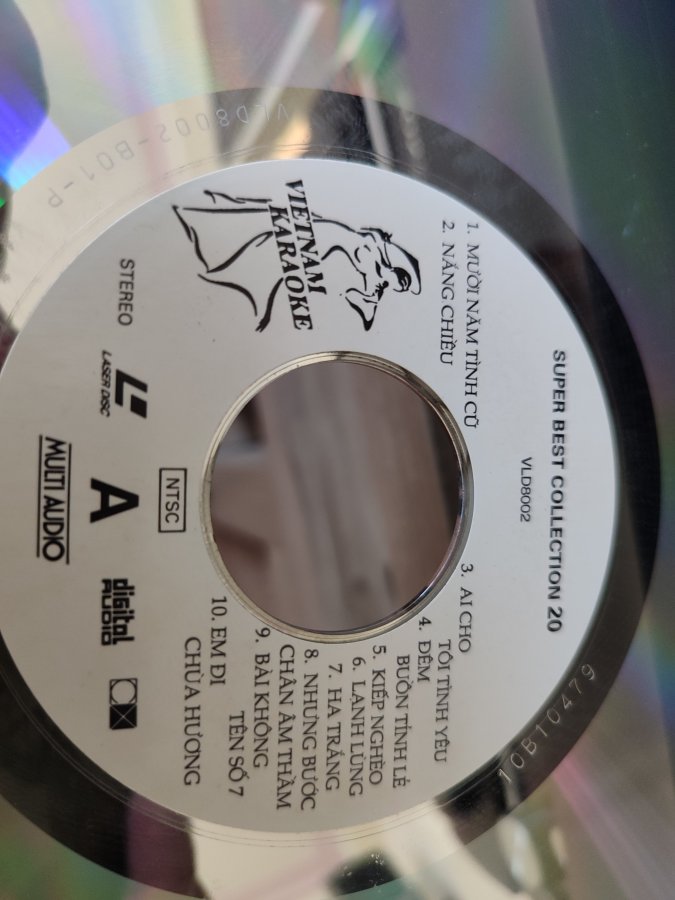 SUPER BEST COLLECTION 20
VLD8002
VIETNAM
KARAOKE
1. MƯỜI NĂM TÌNH CŨ
2. NẮNG CHIỀU
3. AI CHO
TÔI TÌNH YÊU
4. ĐÊM
BUỒN TỈNH LẺ
5. KIẾP NGHÈO
6. LẠNH LÙNG
7. HẠ TRẮNG
8. NHƯNG BƯỚC
CHÂN ÂM THẦM
9. BÀI KHÔNG
TÊN SỐ 7
10. EM ĐI
CHÙA HƯƠNG
STEREO
LASER DISC
NTSC
A
MULTI AUDIO
digital
AUDIO
VLD8002-B01-P
10B10479